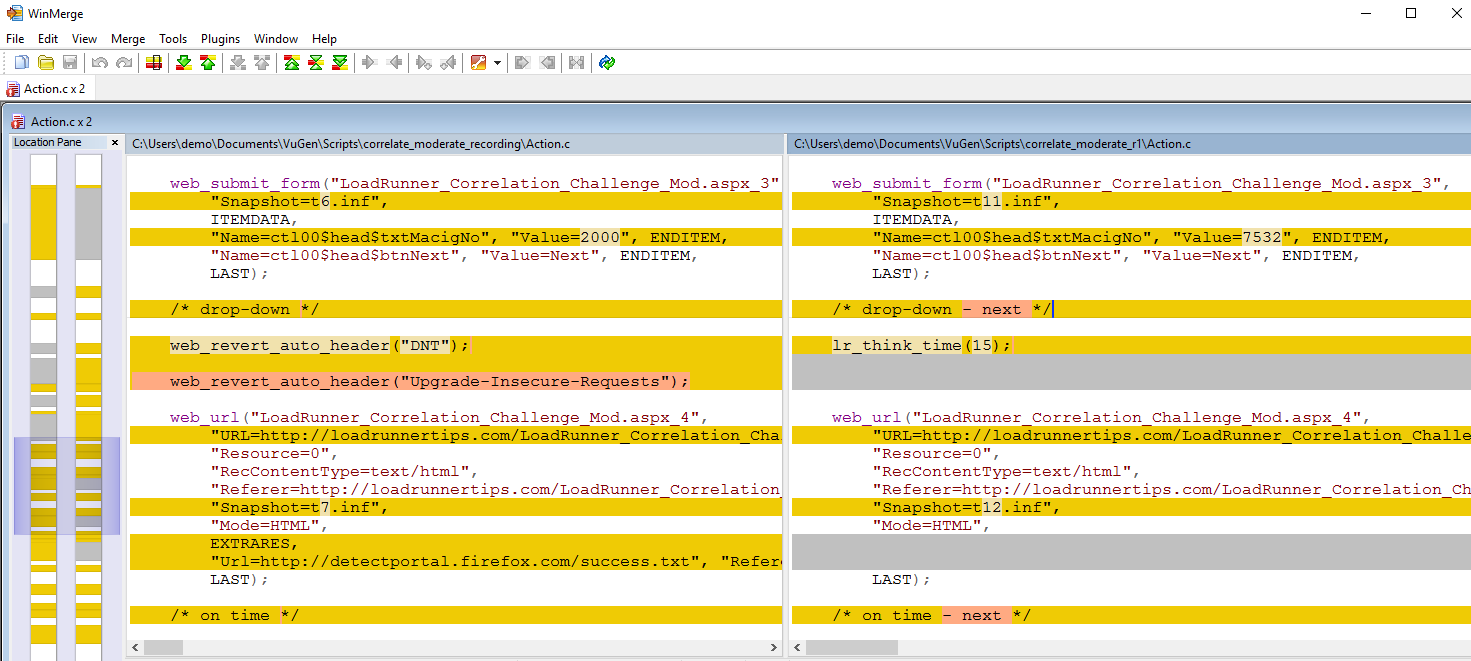 WinMerge
File Edit View Merge Tools Plugins Window Help
Action.c x 2
Action.c x 2
Location Pane
C:\Users\demo\Documents\VuGen\Scripts\correlate_moderate_recording\Action.c
web_submit_form("LoadRunner_Correlation_Challenge_Mod.aspx_3"
"Snapshot=t6.inf",
ITEMDATA,
"Name=ctl00$head$txtMacigNo", "Value=2000", ENDITEM,
"Name=ctl00$head$btnNext", "Value=Next", ENDITEM,
LAST);
/* drop-down */
web_revert_auto_header("DNT");
web_revert_auto_header("Upgrade-Insecure-Requests");
web_url("LoadRunner_Correlation_Challenge_Mod.aspx_4",
"URL=http://loadrunnertips.com/LoadRunner_Correlation_Cha
"Resource=0",
"RecContentType=text/html",
"Referer=http://loadrunnertips.com/LoadRunner_Correlation_
"Snapshot=t7.inf",
"Mode=HTML",
EXTRARES,
"Url=http://detectportal.firefox.com/success.txt", "Refer
LAST);
/* on time */
C:\Users\demo\Documents\VuGen\Scripts\correlate_moderate_r1\Action.c
web_submit_form("LoadRunner_Correlation_Challenge_Mod.aspx_3",
"Snapshot=t11.inf",
ITEMDATA,
"Name=ctl00$head$txtMacigNo", "Value=7532", ENDITEM,
"Name=ctl00$head$btnNext", "Value=Next", ENDITEM,
LAST);
/* drop-down - next */
lr_think_time(15);
web_url("LoadRunner_Correlation_Challenge_Mod.aspx_4",
"URL=http://loadrunnertips.com/LoadRunner_Correlation_Challe
"Resource=0",
"RecContentType=text/html",
"Referer=http://loadrunnertips.com/LoadRunner_Correlation_Ch
"Snapshot=t12.inf",
"Mode=HTML",
LAST);
/* on time - next */